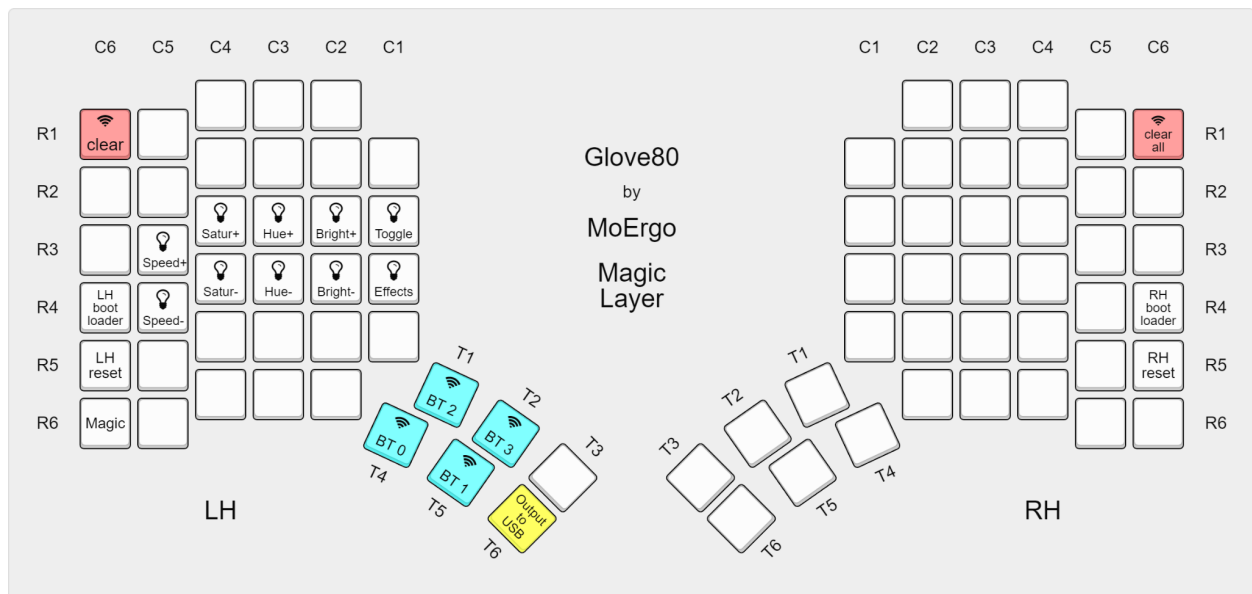 C6 C5 C4 C3 C2 C1 C1 C2 C3 C4 C5 C6
R1 clear clear R1
all
Glove80
R2 by R2
MoErgo
R3 Satur+ Hue+ Bright+ Toggle R3
Speed+
Magic
Layer
R4 LH Satur- Hue- Bright- Effects RH R4
boot boot
loader Speed- loader
R5 LH RH R5
reset reset
R6 Magic R6
T1 T1
BT 2 T2 T2
BT 0 BT 3 T3 T3
T4 BT 1 T4
T5 Output T5
to
USB
T6 T6
LH RH